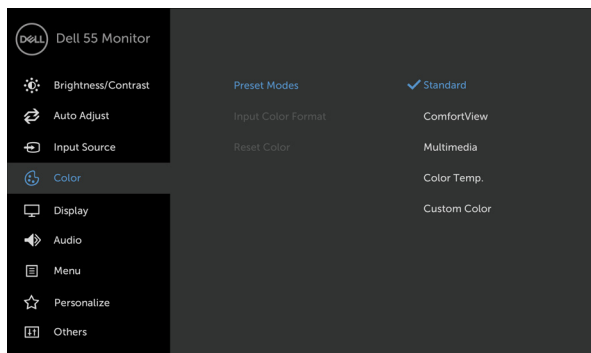 DELL Dell 55 Monitor
Brightness/Contrast
Auto Adjust
Input Source
Color
Display
Audio
Menu
Personalize
Others
Preset Modes
Input Color Format
Reset Color
Standard
ComfortView
Multimedia
Color Temp.
Custom Color